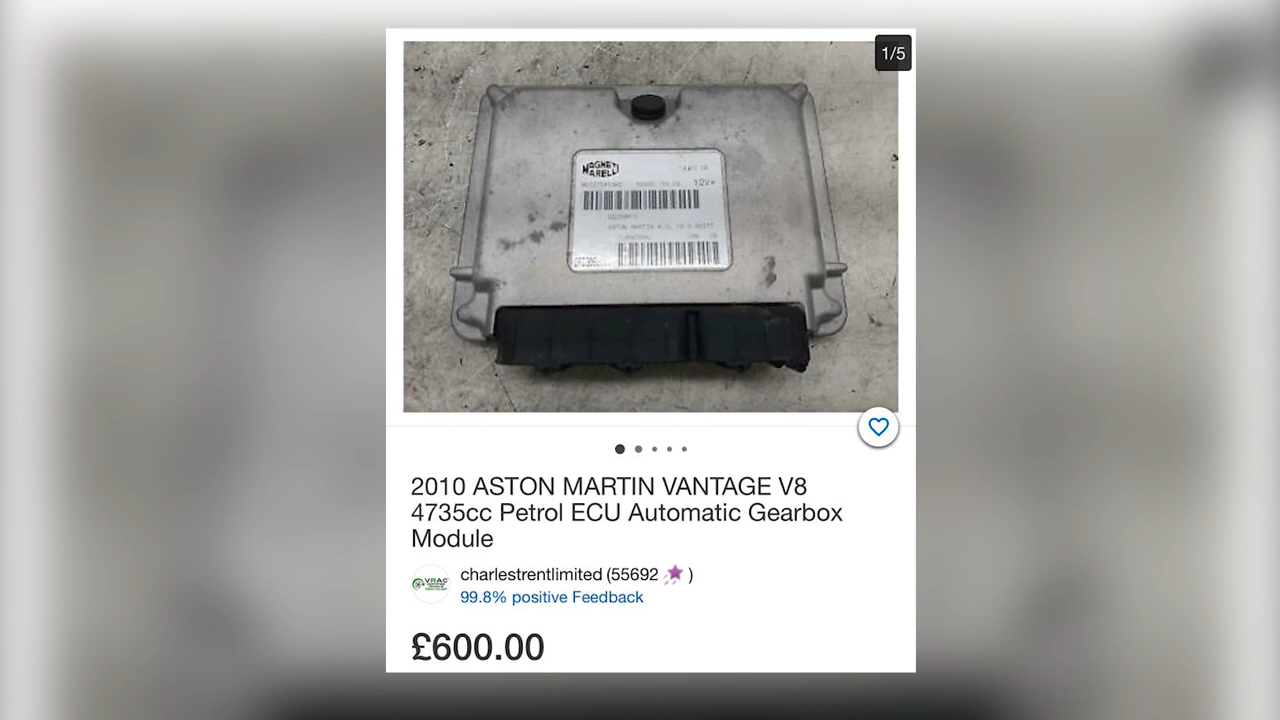 1/5
MAGNETI
MARELLI
12V
2010 ASTON MARTIN VANTAGE V8
4735cc Petrol ECU Automatic Gearbox
Module
VRAC
charlestrentlimited (55692 )
99.8% positive Feedback
£600.00